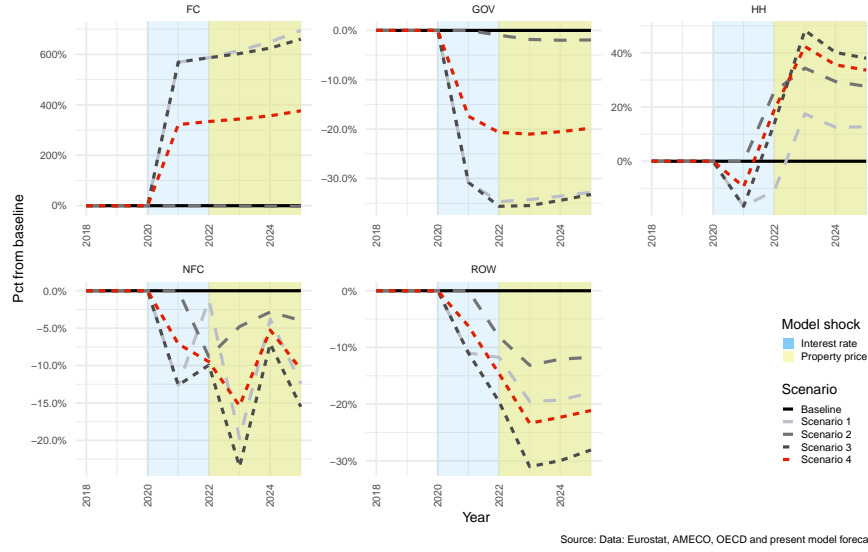 FC
GOV
HH
600%
400%
200%
0%
0.0%
−10.0%
−20.0%
−30.0%
40%
20%
0%
2018
2020
2022
2024
2018
2020
2022
2024
2018
2020
2022
2024
Pct from baseline
NFC
ROW
0.0%
−5.0%
−10.0%
−15.0%
−20.0%
0%
−10%
−20%
−30%
2018
2020
2022
2024
2018
2020
2022
2024
Year
Model shock
Interest rate
Property price
Scenario
Baseline
Scenario 1
Scenario 2
Scenario 3
Scenario 4
Source: Data: Eurostat, AMECO, OECD and present model foreca